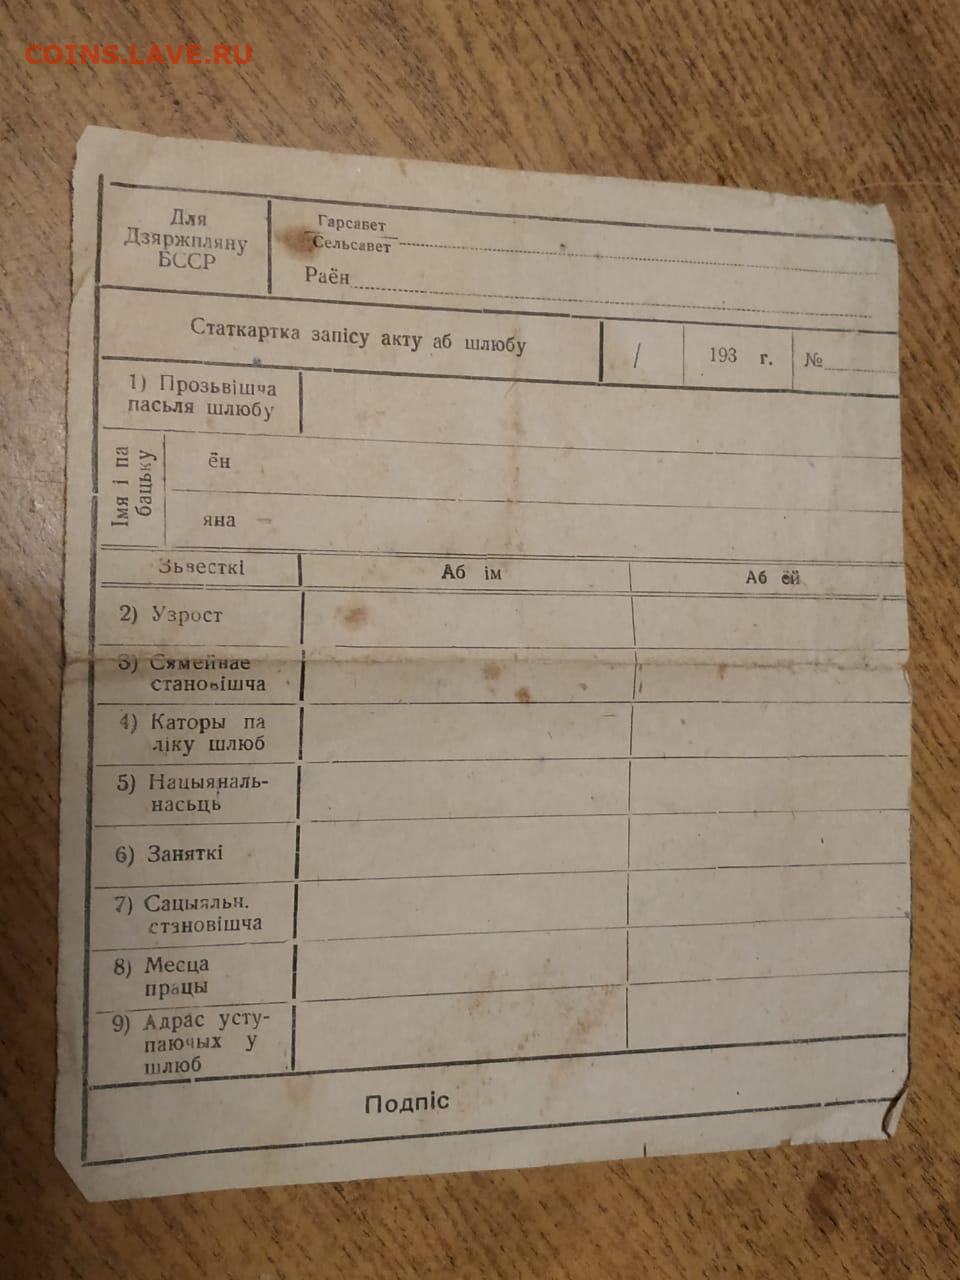 COINS.LAVE.RU
Для
Дзяржпляну
БССР
Гарсавет
Сельсавет
Раён
Статкартка запісу акту аб шлюбу
/
193 г.
№
1) Прозьвішча
пасьля шлюбу
Імя і па
бацьку
ён
яна
Зьвесткі
Аб ім
Аб ёй
2) Узрост
3) Сямейнае
становішча
4) Каторы па
ліку шлюб
5) Нацыяналь-
насьць
6) Заняткі
7) Сацыяльн.
становішча
8) Месца
працы
9) Адрас усту-
паючых у
шлюб
Подпіс